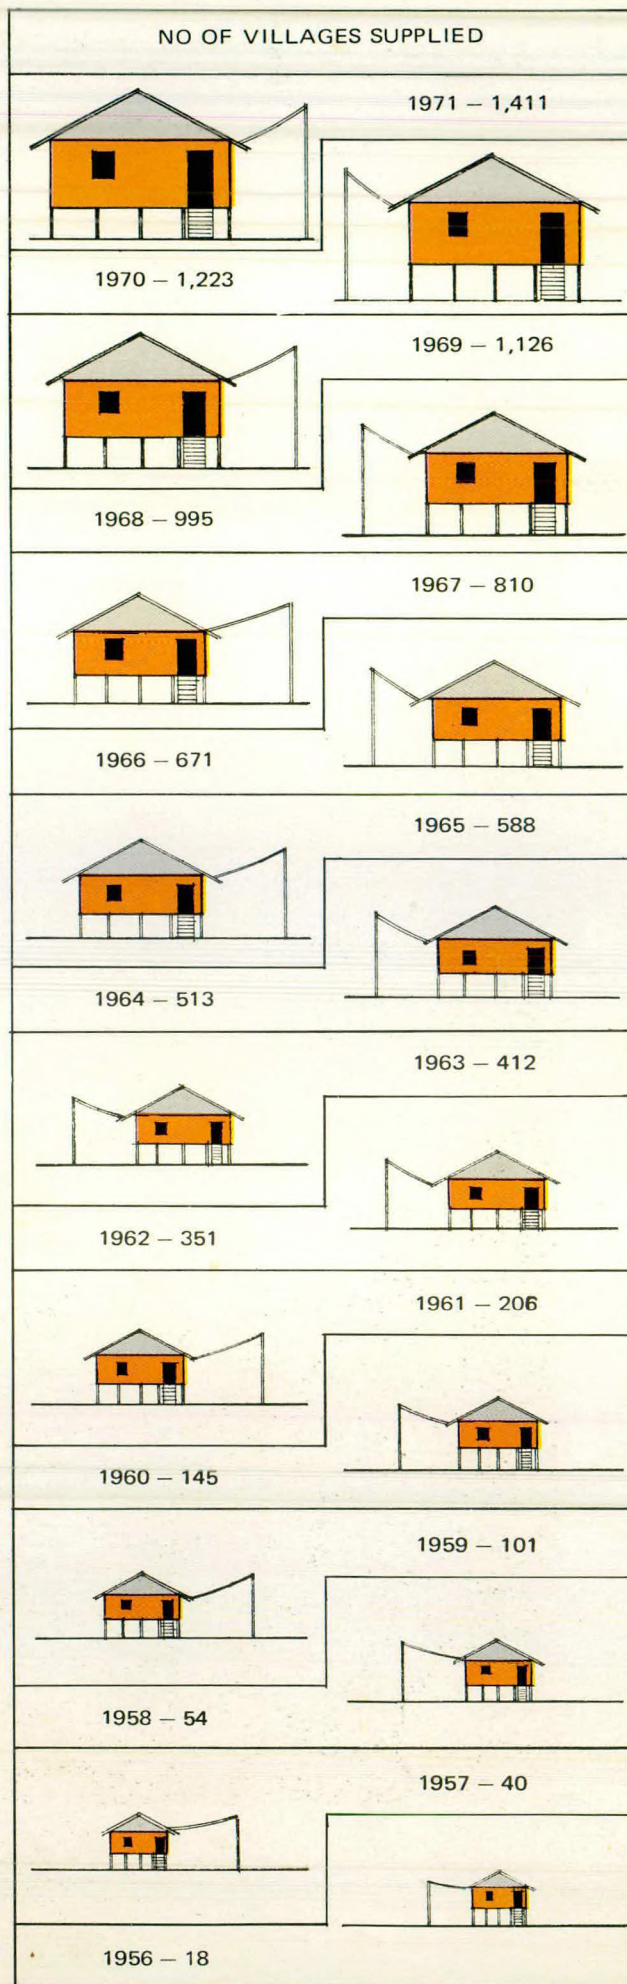 NO OF VILLAGES SUPPLIED
1971 – 1,411
1970 – 1,223
1969 – 1,126
1968 – 995
1967 – 810
1966 – 671
1965 – 588
1964 – 513
1963 – 412
1962 – 351
1961 – 206
1960 – 145
1959 – 101
1958 – 54
1957 – 40
1956 – 18